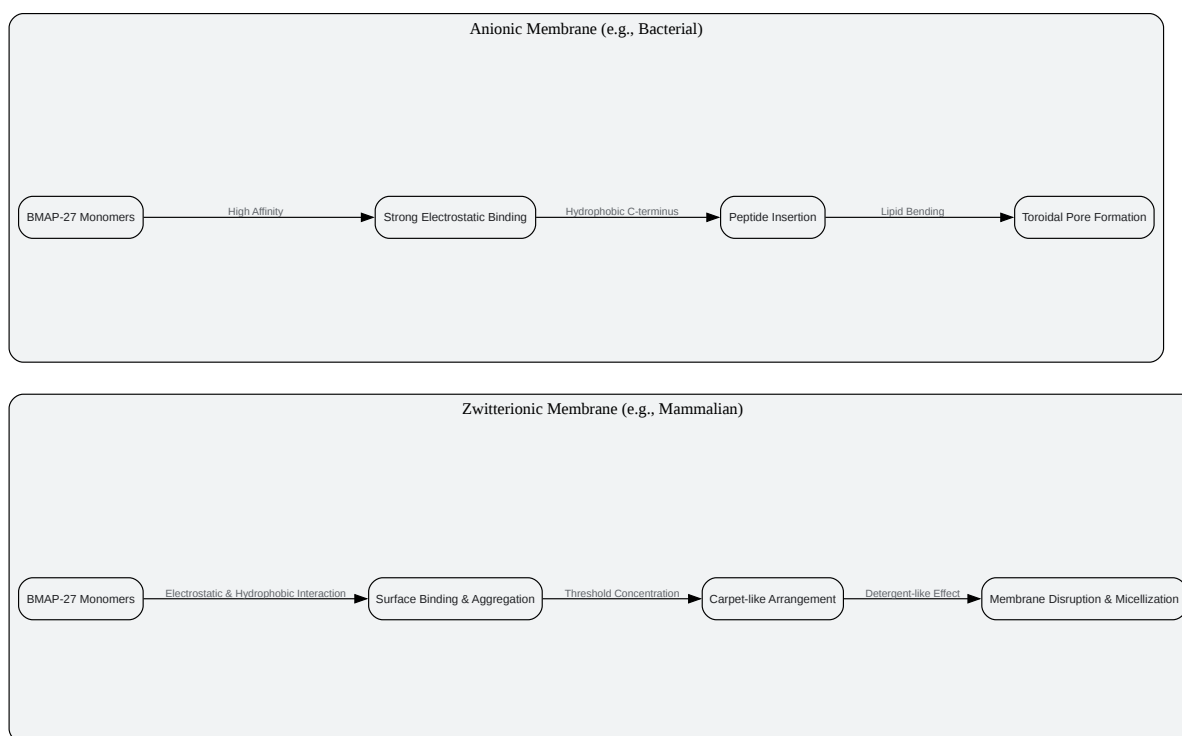 Anionic Membrane (e.g., Bacterial)
BMAP-27 Monomers
High Affinity
Strong Electrostatic Binding
Hydrophobic C-terminus
Peptide Insertion
Lipid Bending
Toroidal Pore Formation
Zwitterionic Membrane (e.g., Mammalian)
BMAP-27 Monomers
Electrostatic & Hydrophobic Interaction
Surface Binding & Aggregation
Threshold Concentration
Carpet-like Arrangement
Detergent-like Effect
Membrane Disruption & Micellization